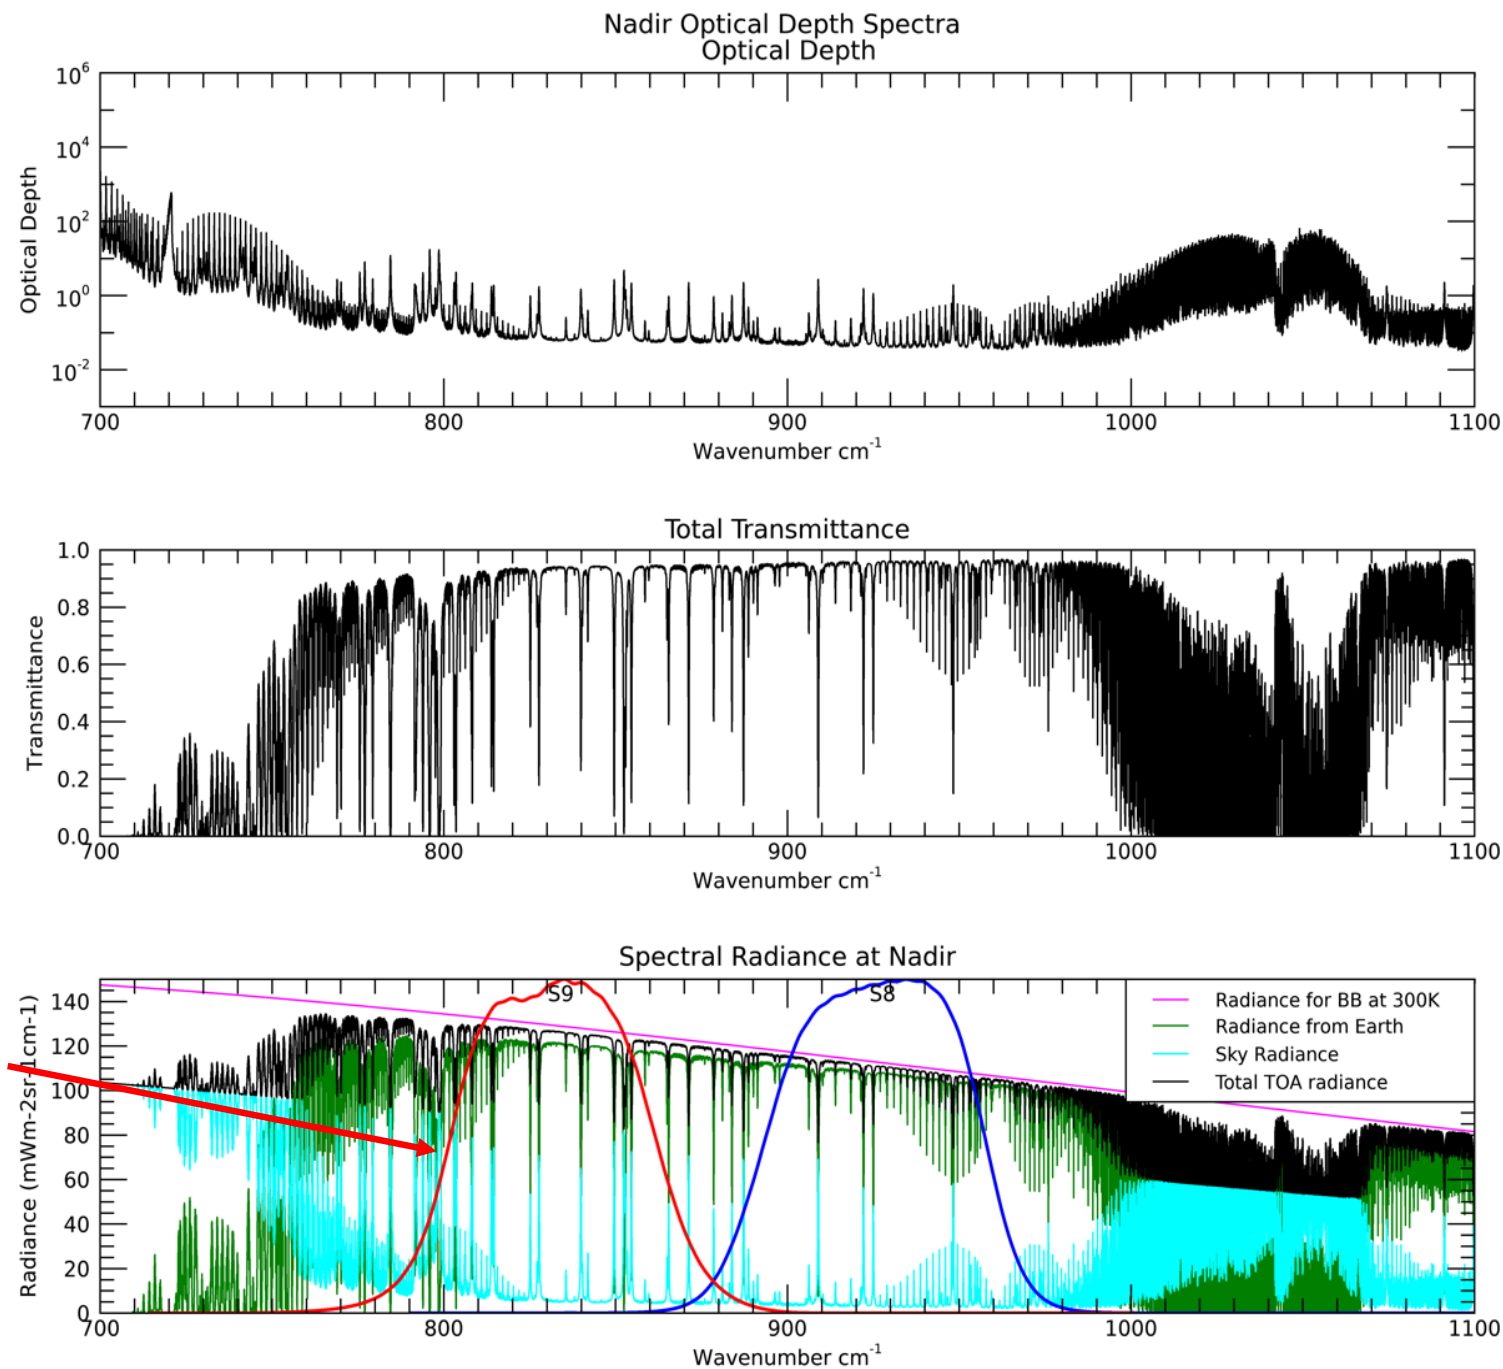 Nadir Optical Depth Spectra
Optical Depth
10^6
10^4
10^2
10^0
10^-2
Optical Depth
700 800 900 1000 1100
Wavenumber cm^-1
Total Transmittance
1.0
0.8
0.6
0.4
0.2
0.0
Transmittance
700 800 900 1000 1100
Wavenumber cm^-1
Spectral Radiance at Nadir
140
120
100
80
60
40
20
0
Radiance (mWm-2sr-1cm-1)
S9
S8
Radiance for BB at 300K
Radiance from Earth
Sky Radiance
Total TOA radiance
700 800 900 1000 1100
Wavenumber cm^-1